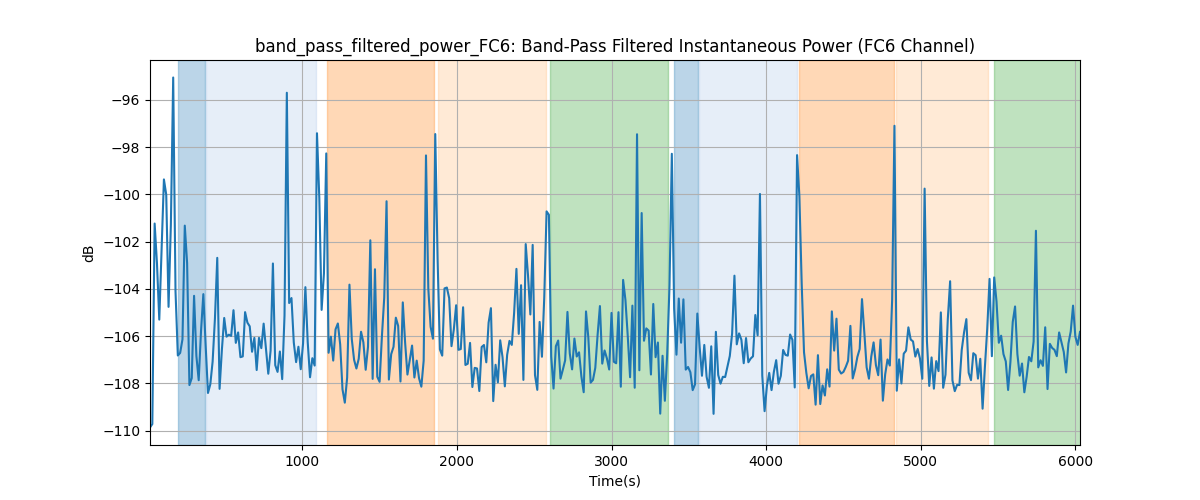 band_pass_filtered_power_FC6: Band-Pass Filtered Instantaneous Power (FC6 Channel)
dB
−96
−98
−100
−102
−104
−106
−108
−110
1000 2000 3000 4000 5000 6000
Time(s)